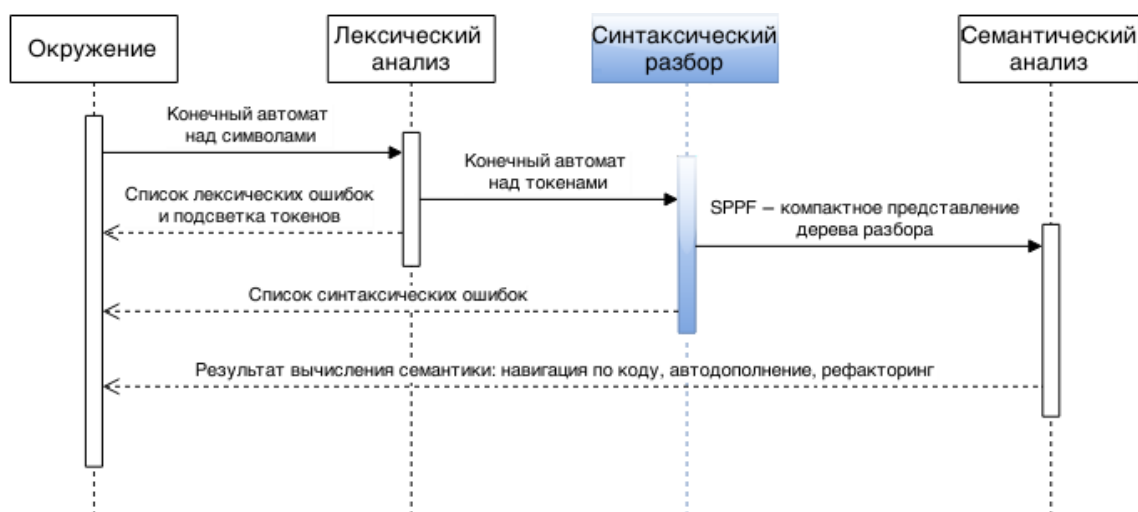 Окружение
Лексический
анализ
Синтаксический
разбор
Семантический
анализ
Конечный автомат
над символами
Конечный автомат
над токенами
Список лексических ошибок
и подсветка токенов
SPPF – компактное представление
дерева разбора
Список синтаксических ошибок
Результат вычисления семантики: навигация по коду, автодополнение, рефакторинг